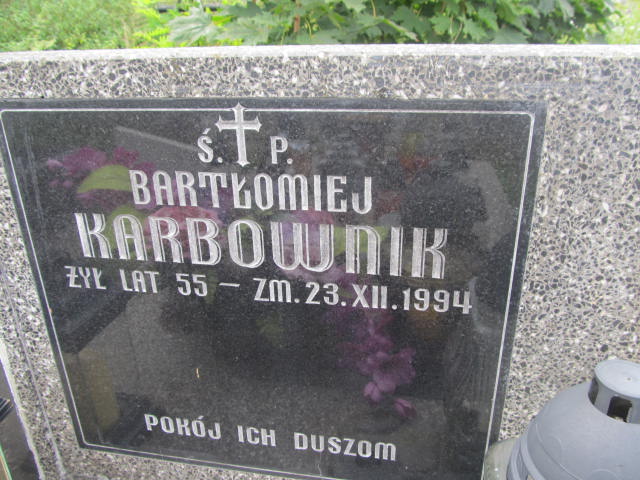 Ś. P.
BARTŁOMIEJ
KARBOWNIK
ŻYŁ LAT 55 – ZM. 23.XII.1994
POKÓJ ICH DUSZOM